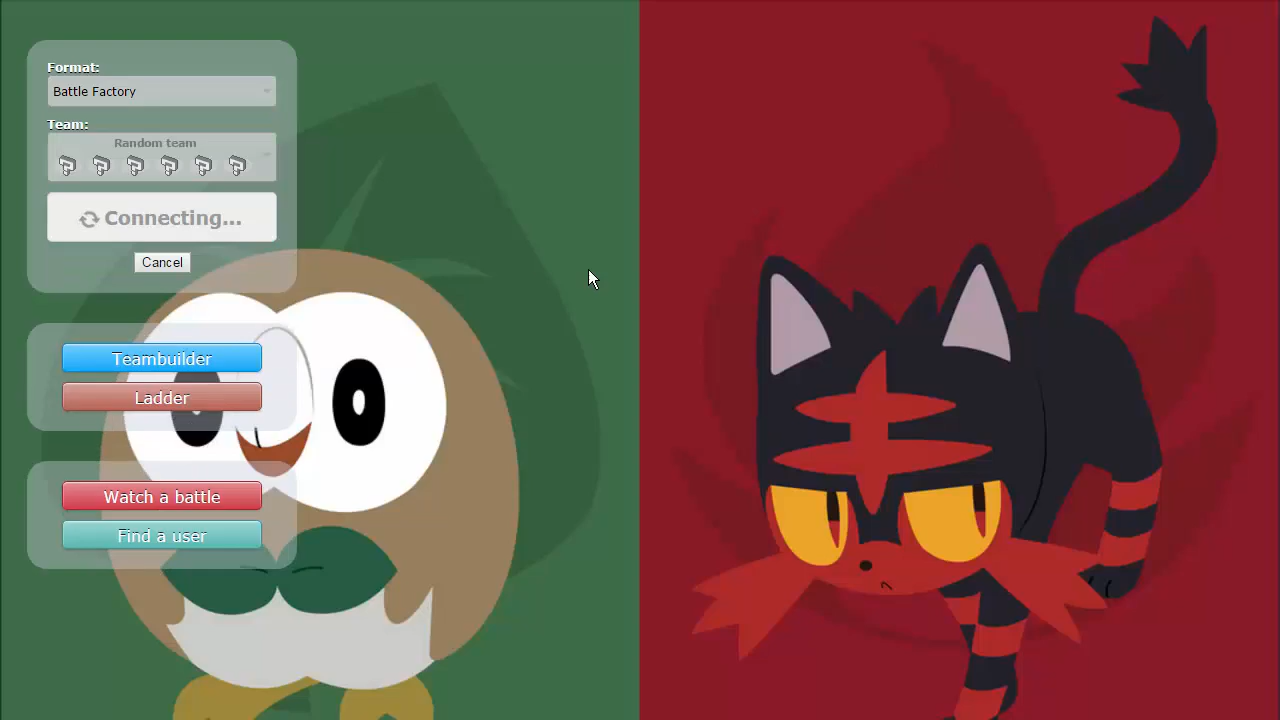 Format:
Battle Factory
Team:
Random team
Connecting...
Cancel
Teambuilder
Ladder
Watch a battle
Find a user